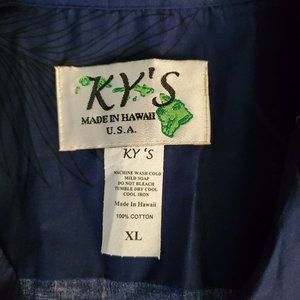 KY'S
MADE IN HAWAII
U.S.A.
KY 'S
MACHINE WASH COLD
MILD SOAP
DO NOT BLEACH
TUMBLE DRY COOL
COOL IRON
Made In Hawaii
100% COTTON
XL